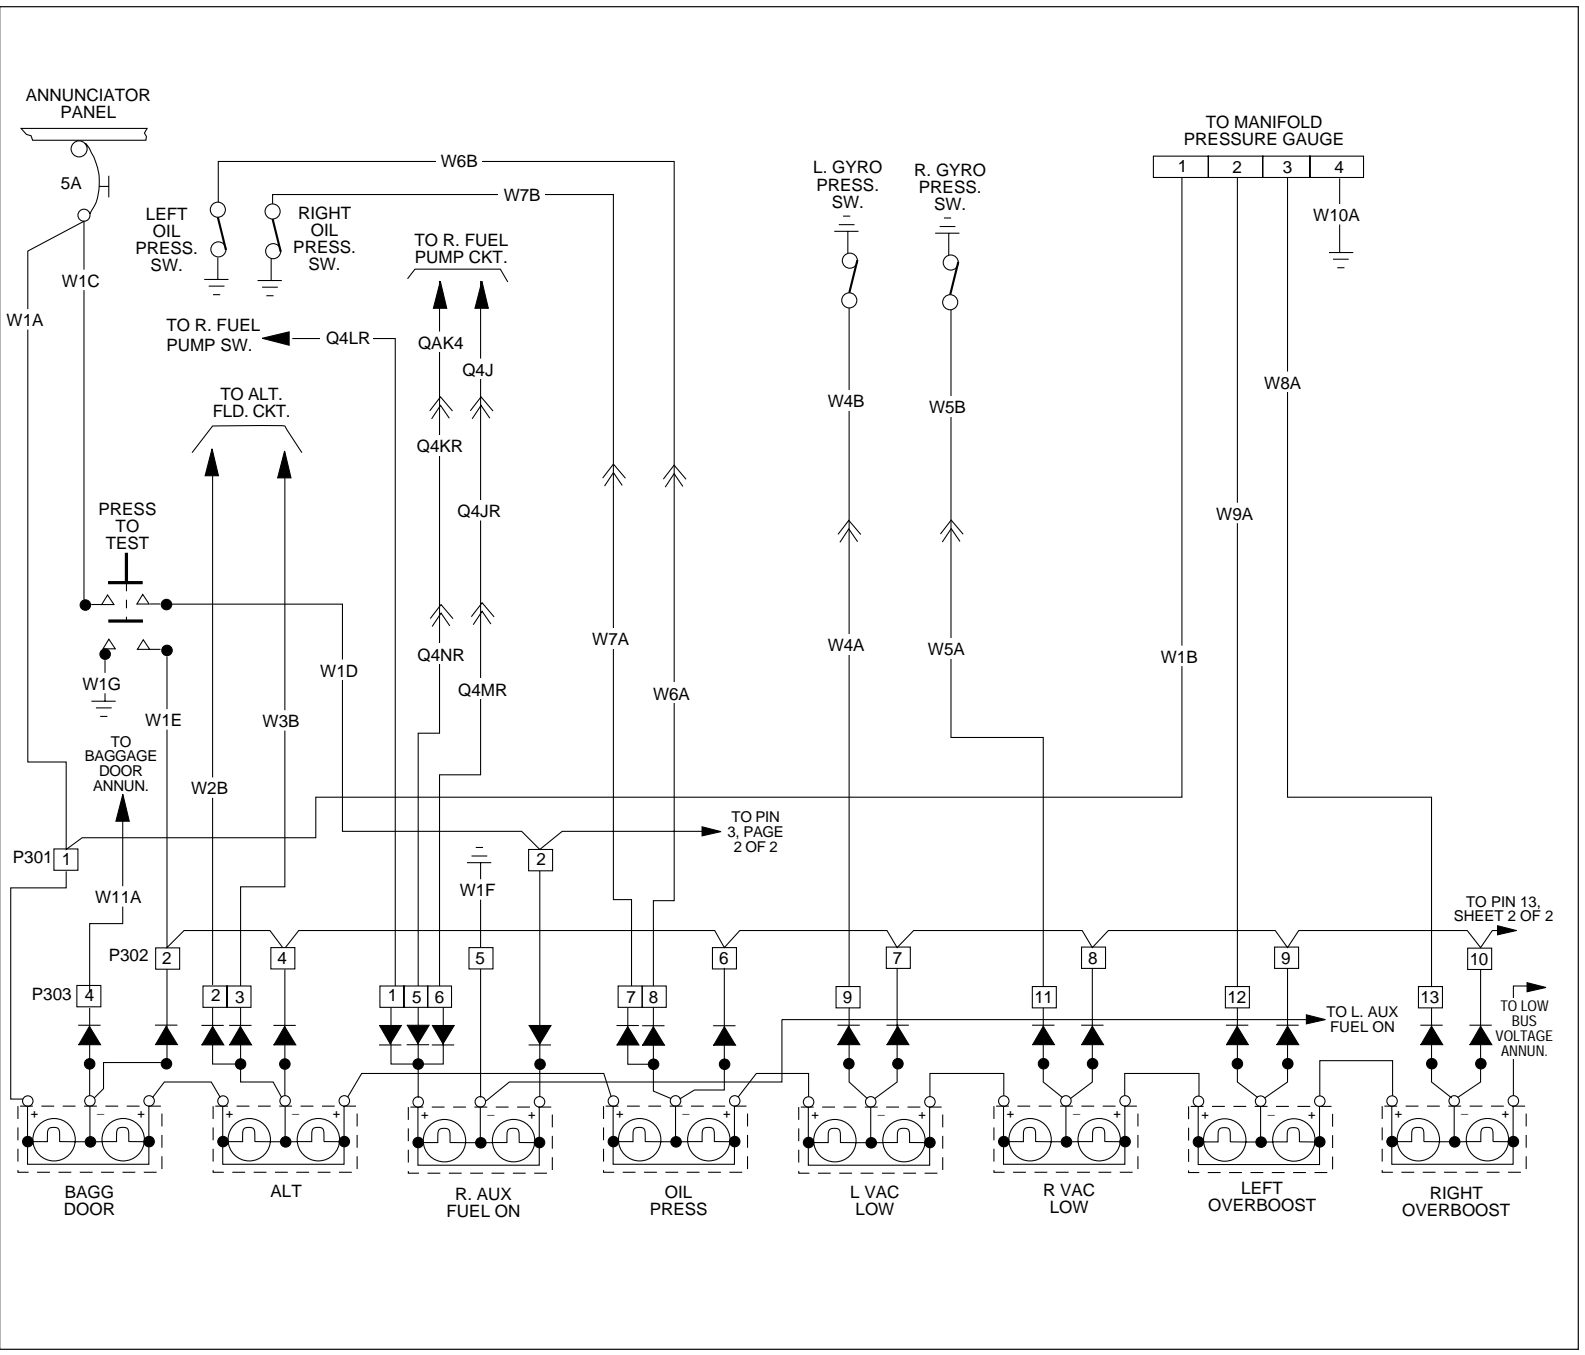 ANNUNCIATOR
PANEL
5A
W6B
W7B
LEFT
OIL
PRESS.
SW.
RIGHT
OIL
PRESS.
SW.
TO R. FUEL
PUMP CKT.
L. GYRO
PRESS.
SW.
R. GYRO
PRESS.
SW.
TO MANIFOLD
PRESSURE GAUGE
1 2 3 4
W10A
W1C
W1A
TO R. FUEL
PUMP SW.
Q4LR
QAK4
Q4J
TO ALT.
FLD. CKT.
Q4KR
W4B
W5B
W8A
PRESS
TO
TEST
Q4JR
W9A
W1G
W1E
W1D
W3B
Q4NR
Q4MR
W7A
W6A
W4A
W5A
W1B
TO
BAGGAGE
DOOR
ANNUN.
W2B
TO PIN
3, PAGE
2 OF 2
P301 1
2
W11A
W1F
TO PIN 13,
SHEET 2 OF 2
P302 2 4 5 6 7 8 9 10
P303 4 2 3 1 5 6 7 8 9 11 12 13
TO L. AUX
FUEL ON
TO LOW
BUS
VOLTAGE
ANNUN.
+ – + + – + + + + – + + – + + – + + – + + – +
BAGG
DOOR
ALT
R. AUX
FUEL ON
OIL
PRESS
L VAC
LOW
R VAC
LOW
LEFT
OVERBOOST
RIGHT
OVERBOOST